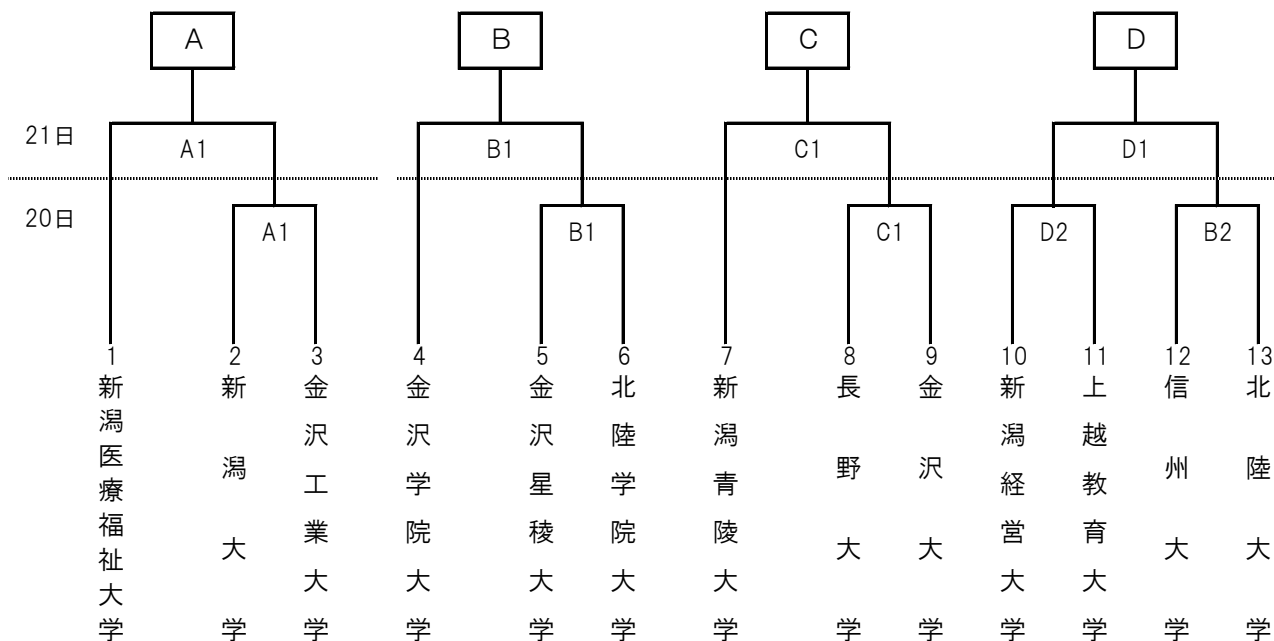 A
B
C
D
21日
A1
B1
C1
D1
20日
A1
B1
C1
D2
B2
1
2
3
4
5
6
7
8
9
10
11
12
13
新潟医療福祉大学
新潟大学
金沢工業大学
金沢学院大学
金沢星稜大学
北陸学院大学
新潟青陵大学
長野大学
金沢大学
新潟経営大学
上越教育大学
信州大学
北陸大学